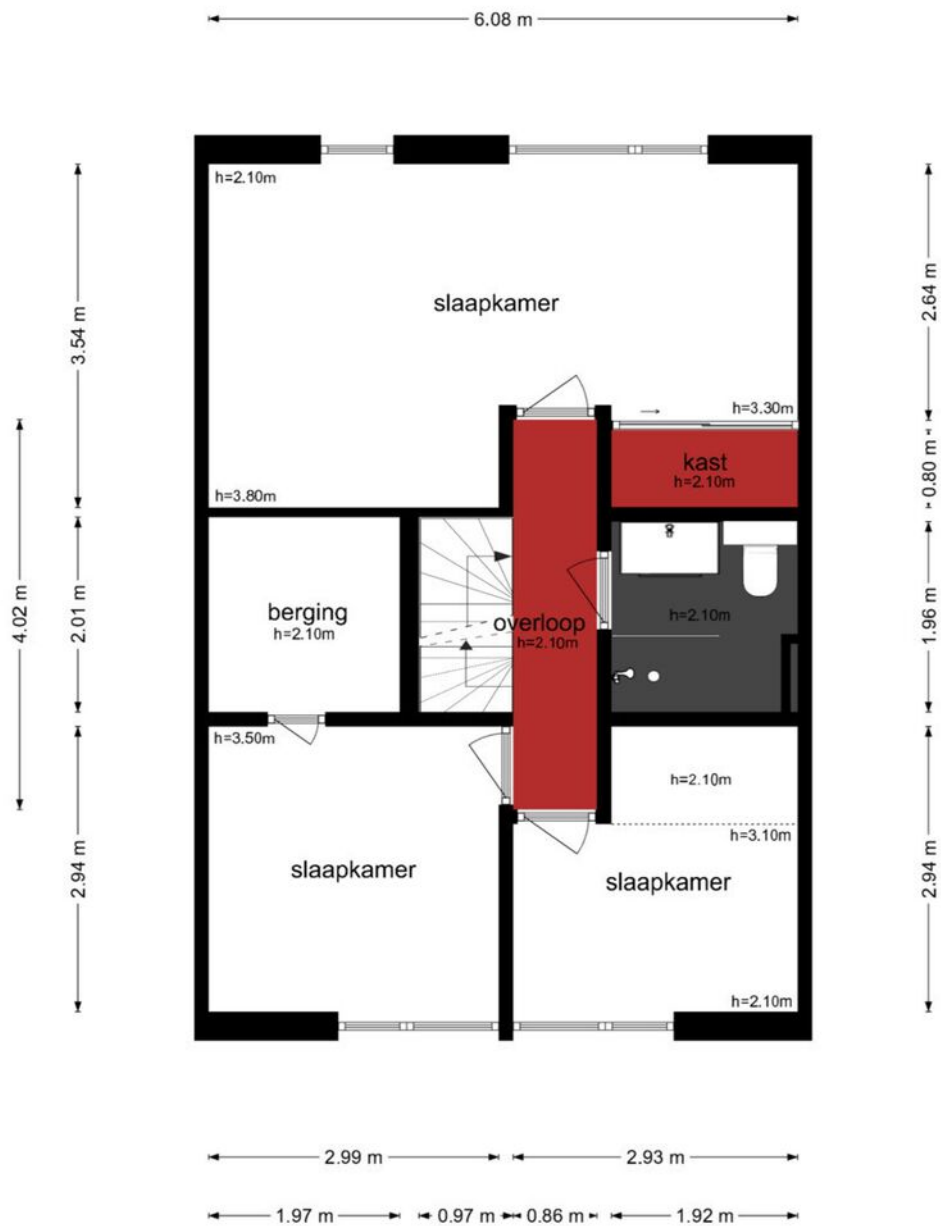 6.08 m
h=2.10m
slaapkamer
3.54 m
2.64 m
h=3.30m
kast
h=2.10m
0.80 m
h=3.80m
4.02 m
2.01 m
berging
h=2.10m
overloop
h=2.10m
h=2.10m
1.96 m
h=3.50m
h=2.10m
h=3.10m
2.94 m
slaapkamer
slaapkamer
2.94 m
h=2.10m
2.99 m
2.93 m
1.97 m
0.97 m
0.86 m
1.92 m